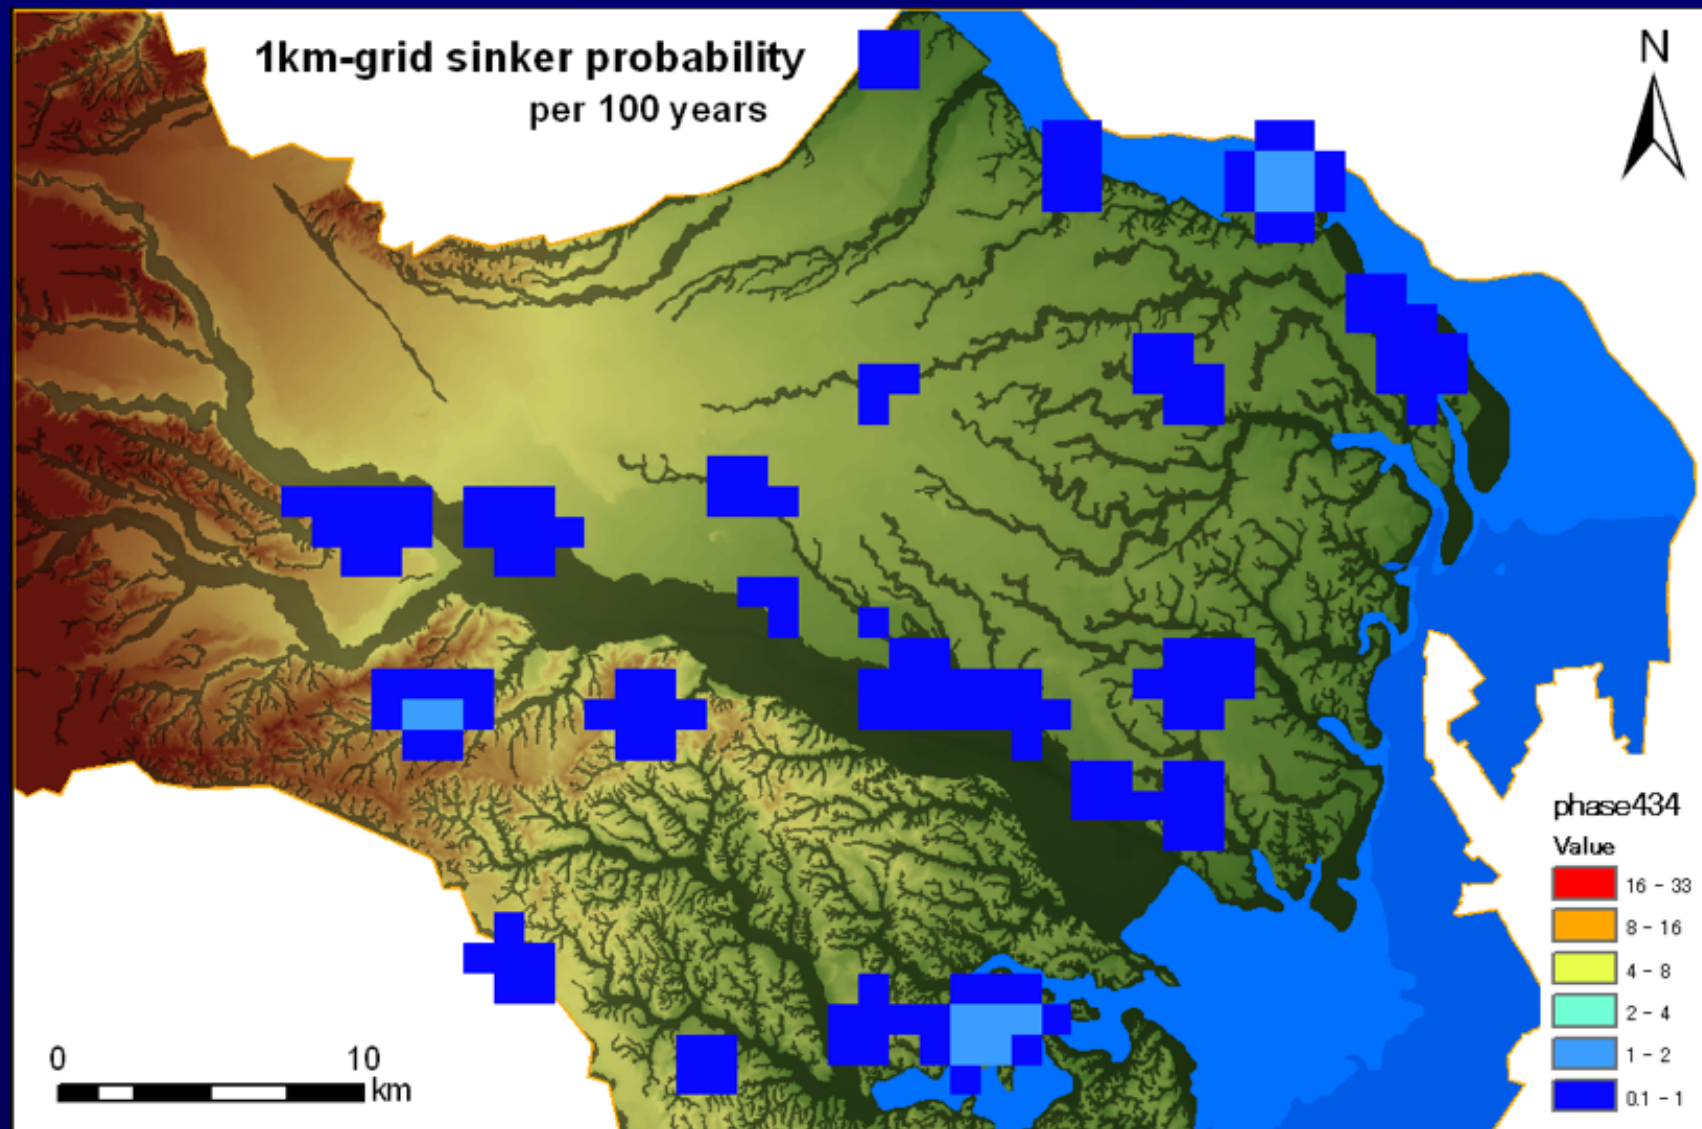 1km-grid sinker probability
per 100 years
N
phase434
Value
16 - 33
8 - 16
4 - 8
2 - 4
1 - 2
0.1 - 1
0 10
km